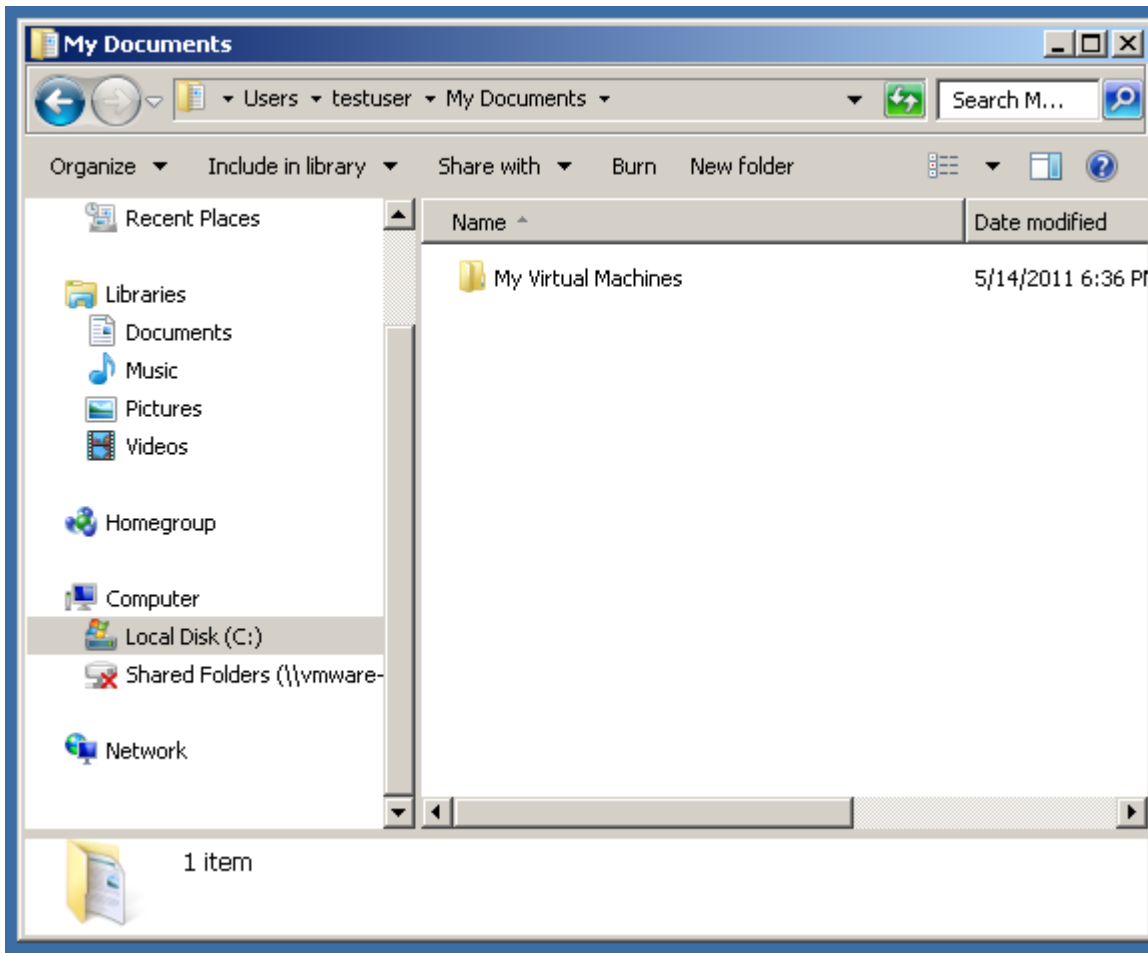 My Documents
Users testuser My Documents Search M...
Organize Include in library Share with Burn New folder
Recent Places
Libraries
Documents
Music
Pictures
Videos
Homegroup
Computer
Local Disk (C:)
Shared Folders (\\vmware-
Network
Name Date modified
My Virtual Machines 5/14/2011 6:36 PM
1 item